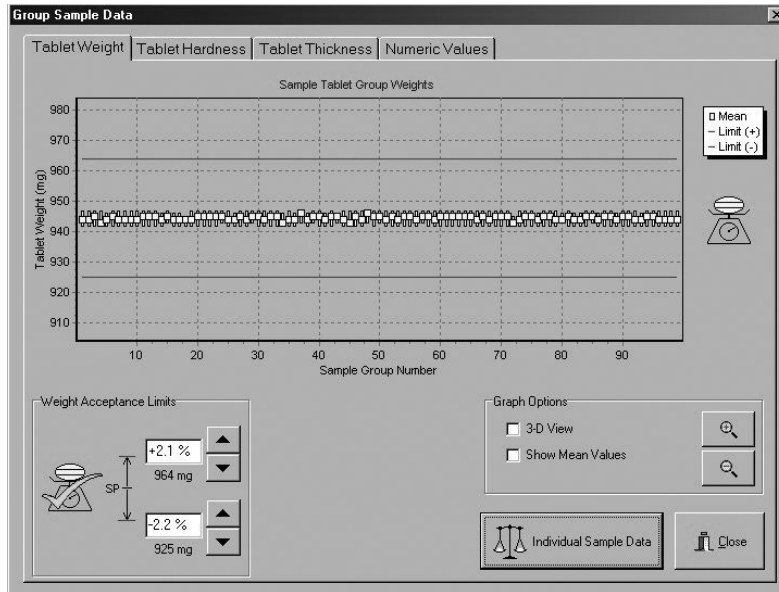 Group Sample Data
Tablet Weight Tablet Hardness Tablet Thickness Numeric Values
Sample Tablet Group Weights
980
970
960
950
940
930
920
910
Tablet Weight (mg)
10 20 30 40 50 60 70 80 90
Sample Group Number
Mean
Limit (+)
Limit (-)
Weight Acceptance Limits
+2.1 %
964 mg
SP
-2.2 %
925 mg
Graph Options
3-D View
Show Mean Values
Individual Sample Data
Close